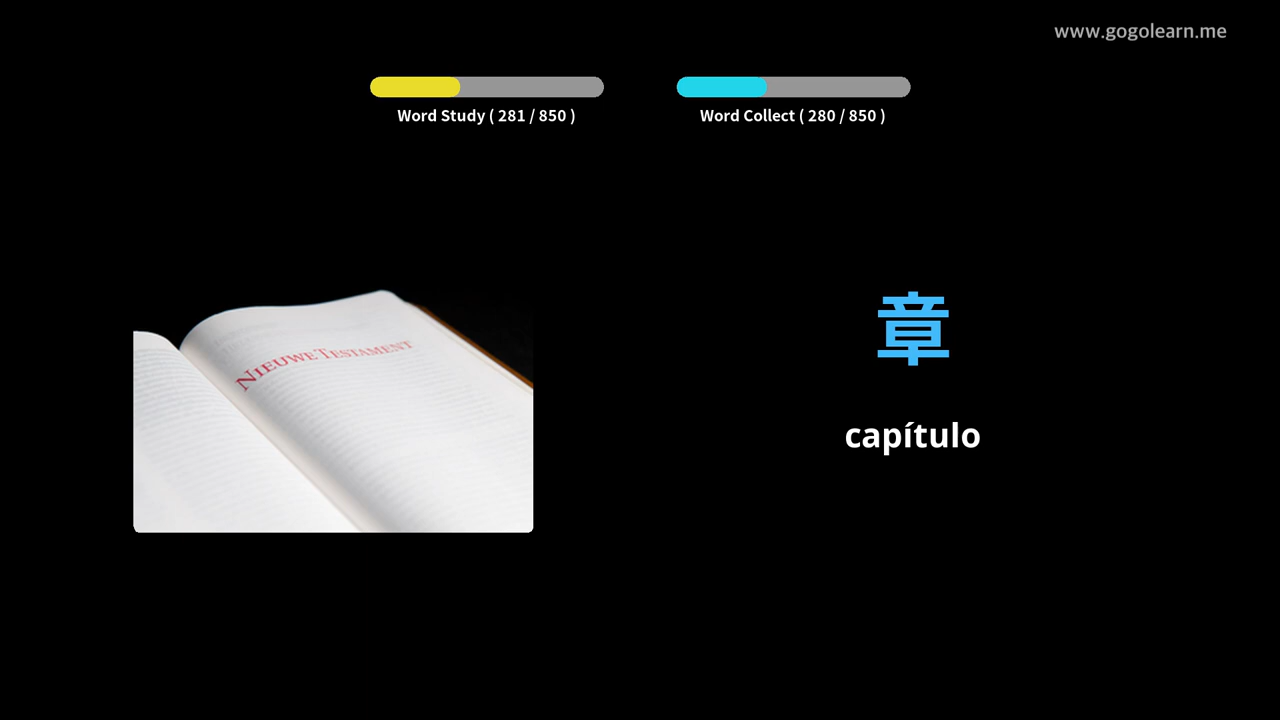 www.gogolearn.me
Word Study ( 281 / 850 )
Word Collect ( 280 / 850 )
NIEUWE TESTAMENT
章
capítulo